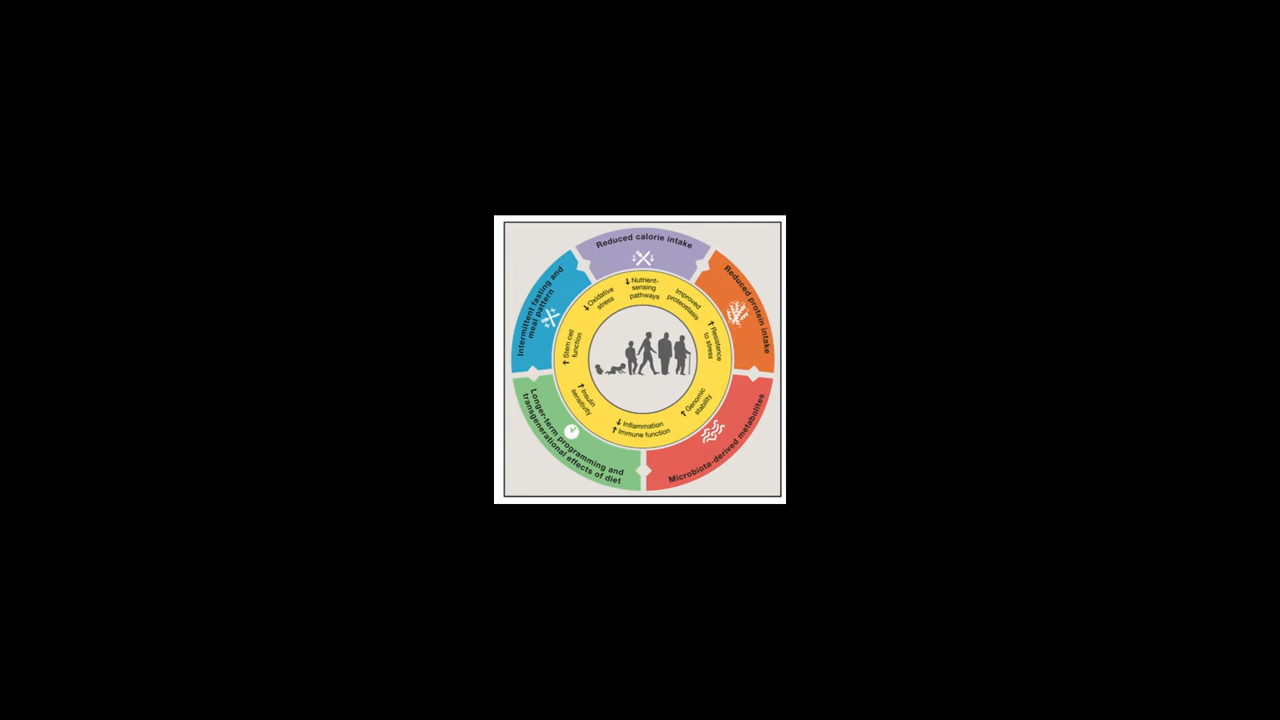 Reduced calorie intake
Reduced protein intake
Microbiota-derived metabolites
Longer-term programming and
transgenerational effects of diet
Intermittent fasting and
meal pattern
↓ Nutrient-
sensing
pathways
Improved
proteostasis
↑ Resistence
to stress
↑ Genomic
stability
↓ Inflammation
↑ Immune function
↑ Insulin
sensitivity
↑ Stem cell
function
↓ Oxidative
stress